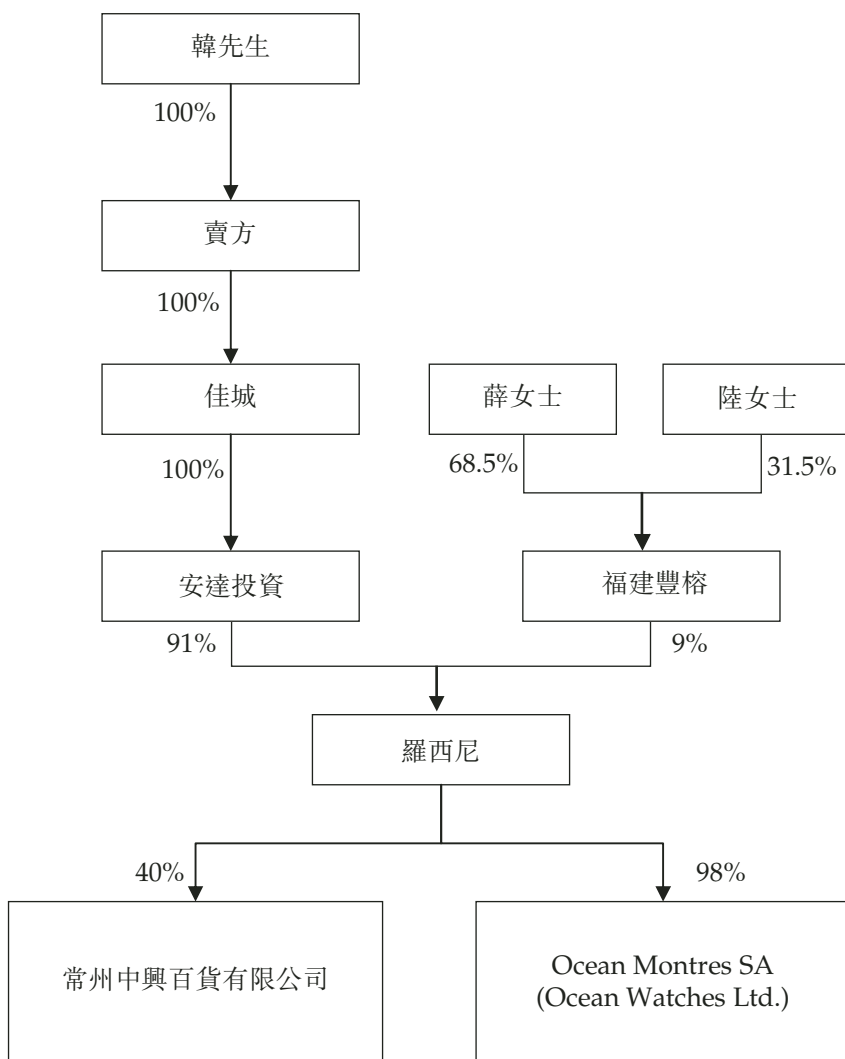 韓先生
100%
賣方
100%
佳城
薛女士
陸女士
100%
68.5%
31.5%
安達投資
福建豐榕
91%
9%
羅西尼
40%
98%
常州中興百貨有限公司
Ocean Montres SA
(Ocean Watches Ltd.)